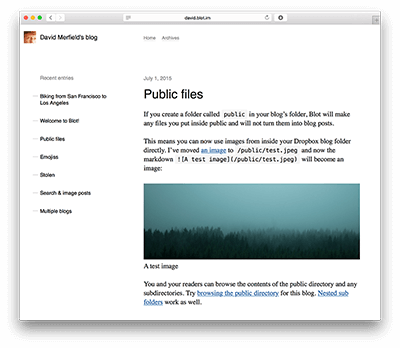 david.blot.im
David Merfield's blog
Home
Archives
Recent entries
Biking from San Francisco to
Los Angeles
Welcome to Blot!
Public files
Emojias
Stolen
Search & image posts
Multiple blogs
July 1, 2015
Public files
If you create a folder called public in your blog's folder, Blot will make
any files you put inside public and will not turn them into blog posts.
This means you can now use images from inside your Dropbox blog folder
directly. I've moved an image to /public/test.jpeg and now the
markdown ![A test image](/public/test.jpeg) will become an
image:
A test image
You and your readers can browse the contents of the public directory and any
subdirectories. Try browsing the public directory for this blog. Nested sub
folders work as well.